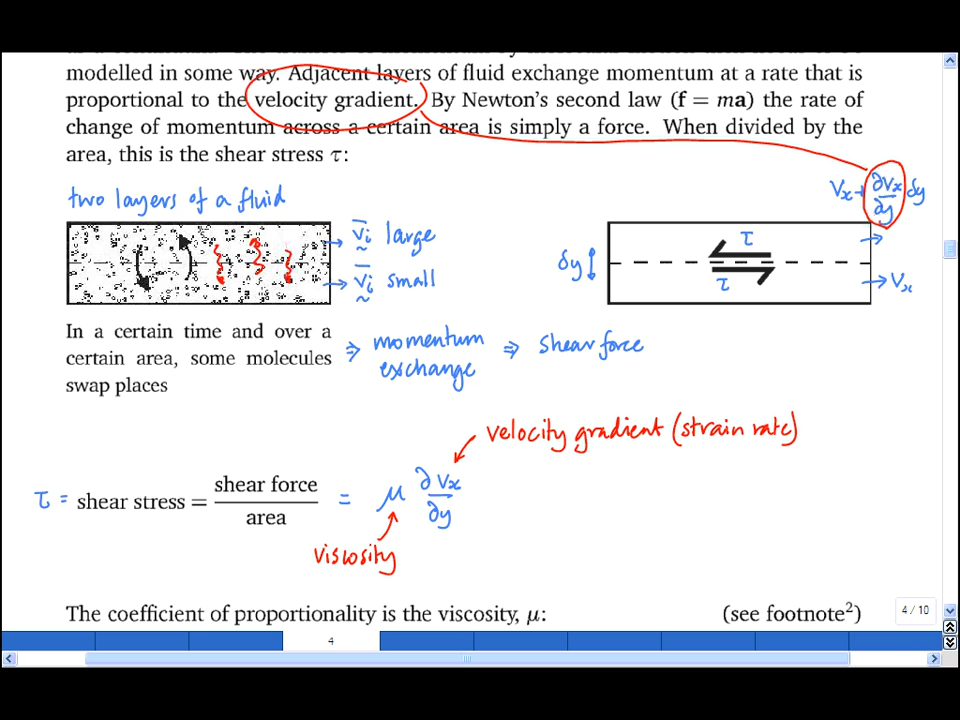 modelled in some way. Adjacent layers of fluid exchange momentum at a rate that is
proportional to the velocity gradient. By Newton's second law (f = ma) the rate of
change of momentum across a certain area is simply a force. When divided by the
area, this is the shear stress τ:
two layers of a fluid
Vx + ∂Vx/∂y δy
v̄i large
v̄i small
δy
τ
τ
Vx
In a certain time and over a
certain area, some molecules
swap places
⇒ momentum exchange ⇒ shear force
velocity gradient (strain rate)
τ = shear stress = shear force / area = μ ∂Vx/∂y
viscosity
The coefficient of proportionality is the viscosity, μ: (see footnote²)
4 / 10
4